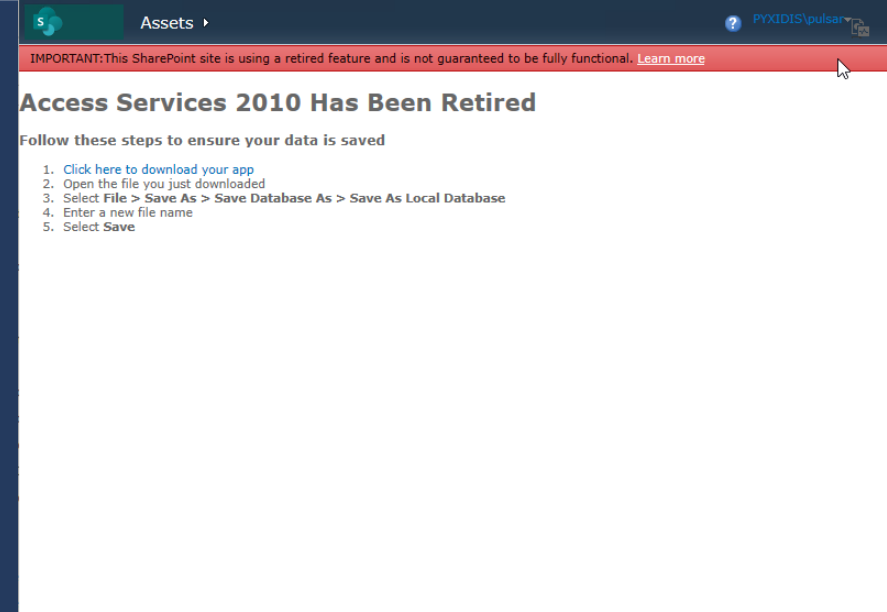 S
Assets
? PYXIDIS\pulsar
IMPORTANT:This SharePoint site is using a retired feature and is not guaranteed to be fully functional. Learn more
Access Services 2010 Has Been Retired
Follow these steps to ensure your data is saved
1. Click here to download your app
2. Open the file you just downloaded
3. Select File > Save As > Save Database As > Save As Local Database
4. Enter a new file name
5. Select Save